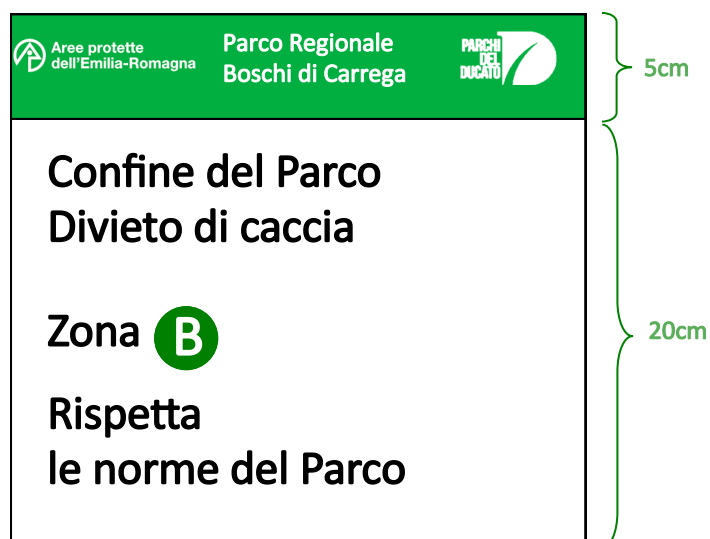 Aree protette
dell'Emilia-Romagna
Parco Regionale
Boschi di Carrega
PARCHI
DEL
DUCATO
5cm
Confine del Parco
Divieto di caccia
Zona B
20cm
Rispetta
le norme del Parco